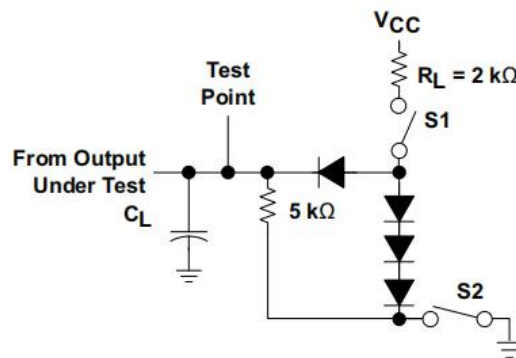 VCC
RL = 2 kΩ
Test
Point
S1
From Output
Under Test
CL
5 kΩ
S2